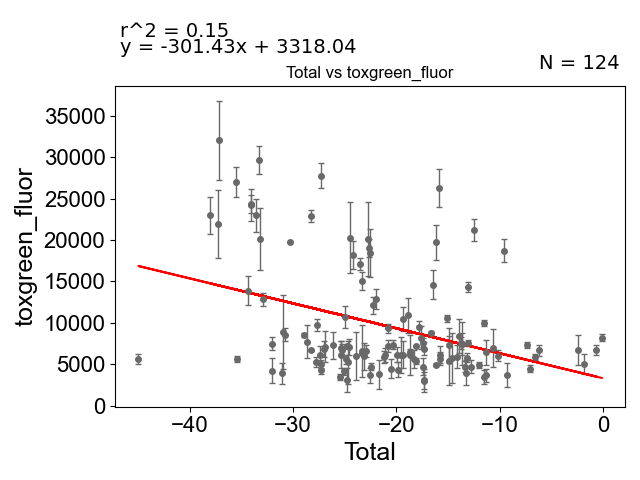 r^2 = 0.15
y = -301.43x + 3318.04
N = 124
Total vs toxgreen_fluor
35000
30000
25000
20000
15000
10000
5000
0
toxgreen_fluor
−40
−30
−20
−10
0
Total